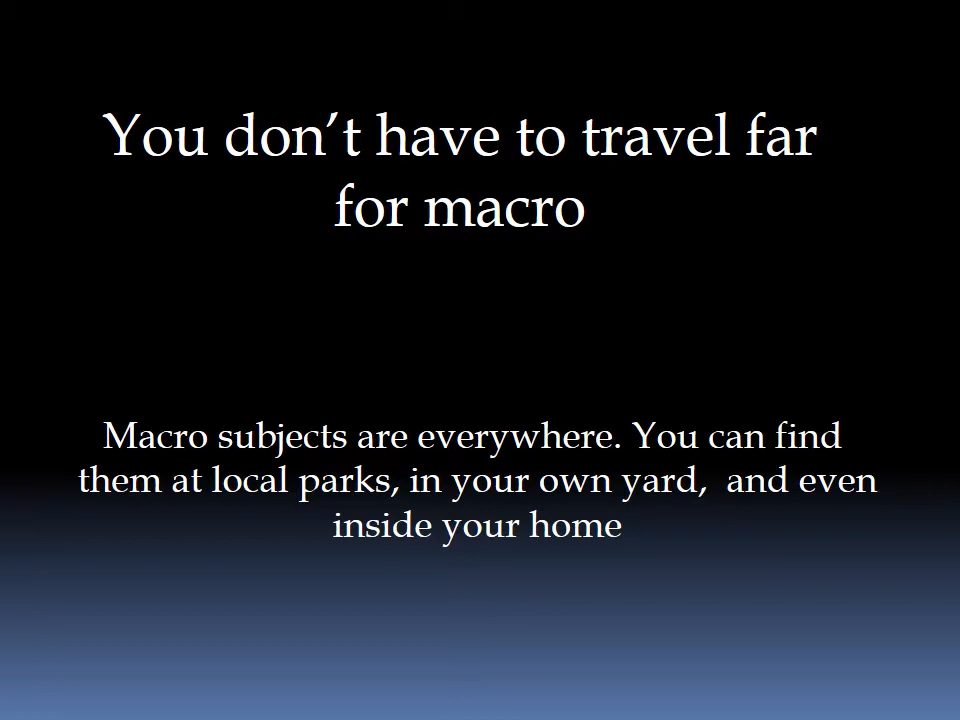 You don’t have to travel far
for macro
Macro subjects are everywhere. You can find
them at local parks, in your own yard,  and even
inside your home